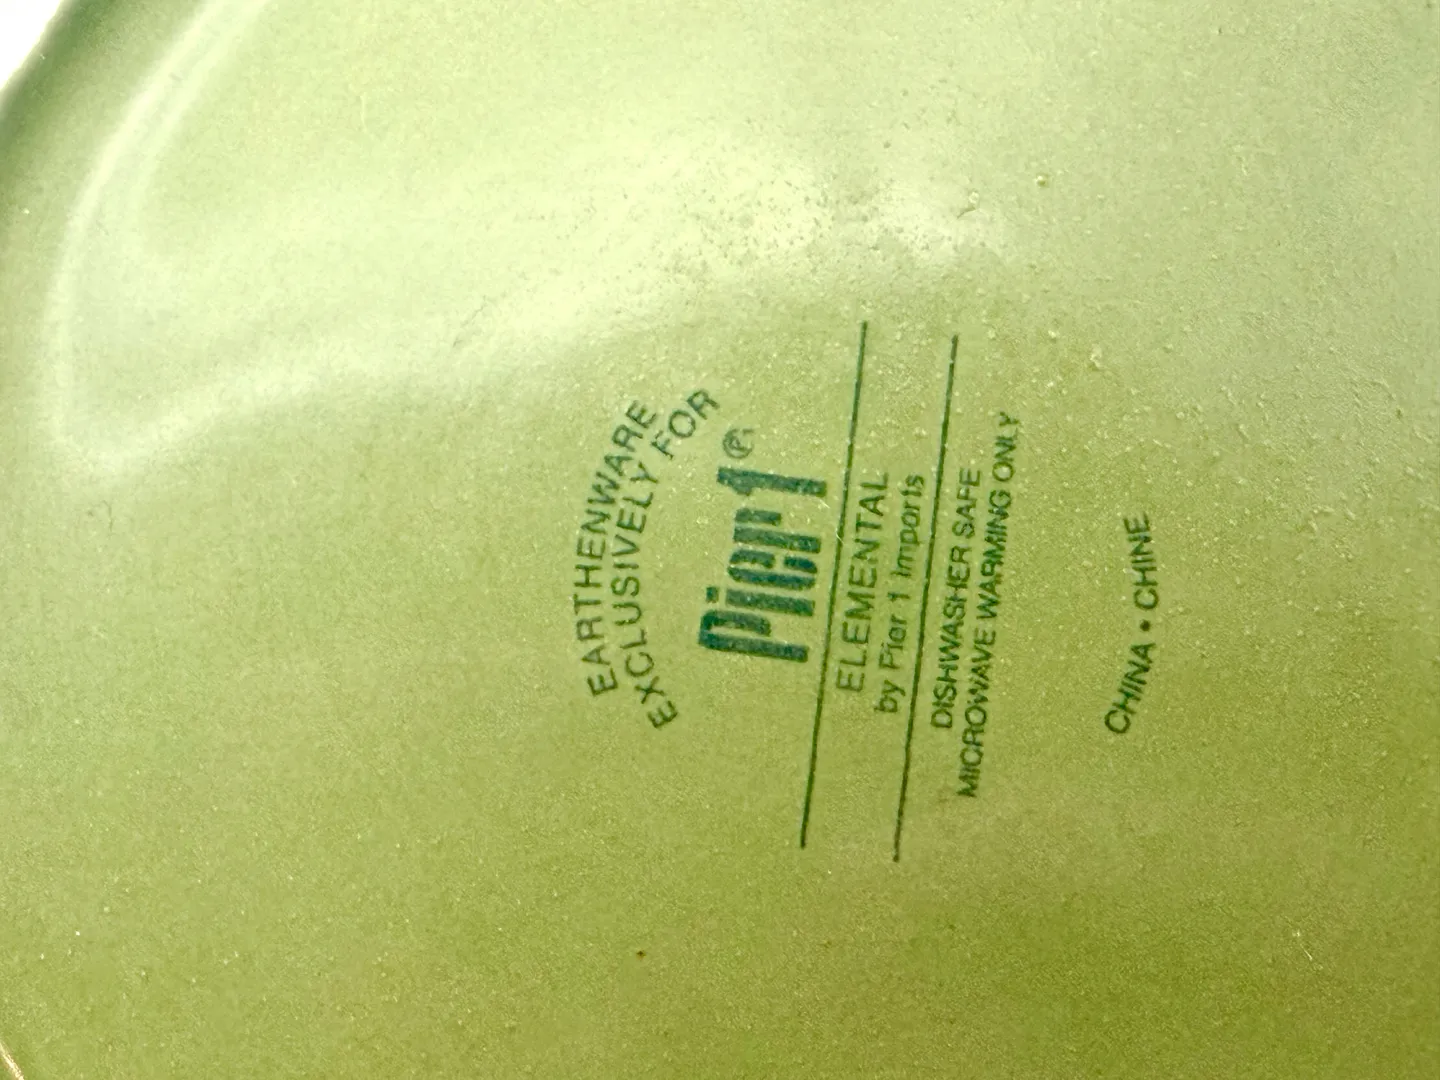 EARTHENWARE
EXCLUSIVELY FOR
Pier 1®
ELEMENTAL
by Pier 1 Imports
DISHWASHER SAFE
MICROWAVE WARMING ONLY
CHINA • CHINE